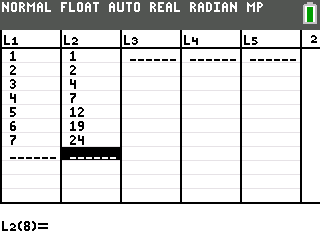 NORMAL FLOAT AUTO REAL RADIAN MP
L1 L2 L3 L4 L5 2
1 1 ------ ------ ------
2 2
3 4
4 7
5 12
6 19
7 24
------ ------
L2(8)=